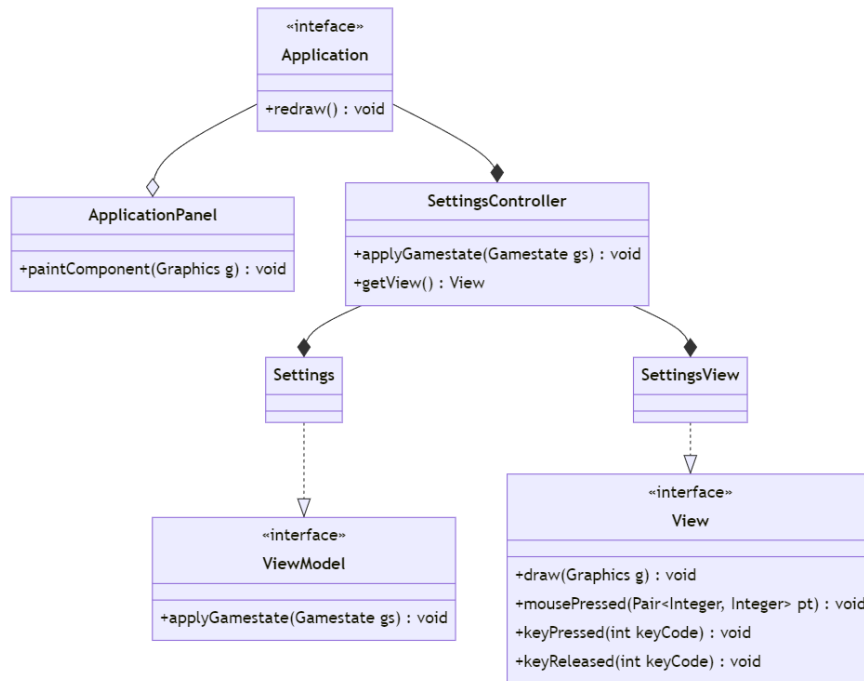 «inteface»
Application
+redraw() : void
ApplicationPanel
+paintComponent(Graphics g) : void
SettingsController
+applyGamestate(Gamestate gs) : void
+getView() : View
Settings
SettingsView
«interface»
ViewModel
+applyGamestate(Gamestate gs) : void
«interface»
View
+draw(Graphics g) : void
+mousePressed(Pair<Integer, Integer> pt) : void
+keyPressed(int keyCode) : void
+keyReleased(int keyCode) : void